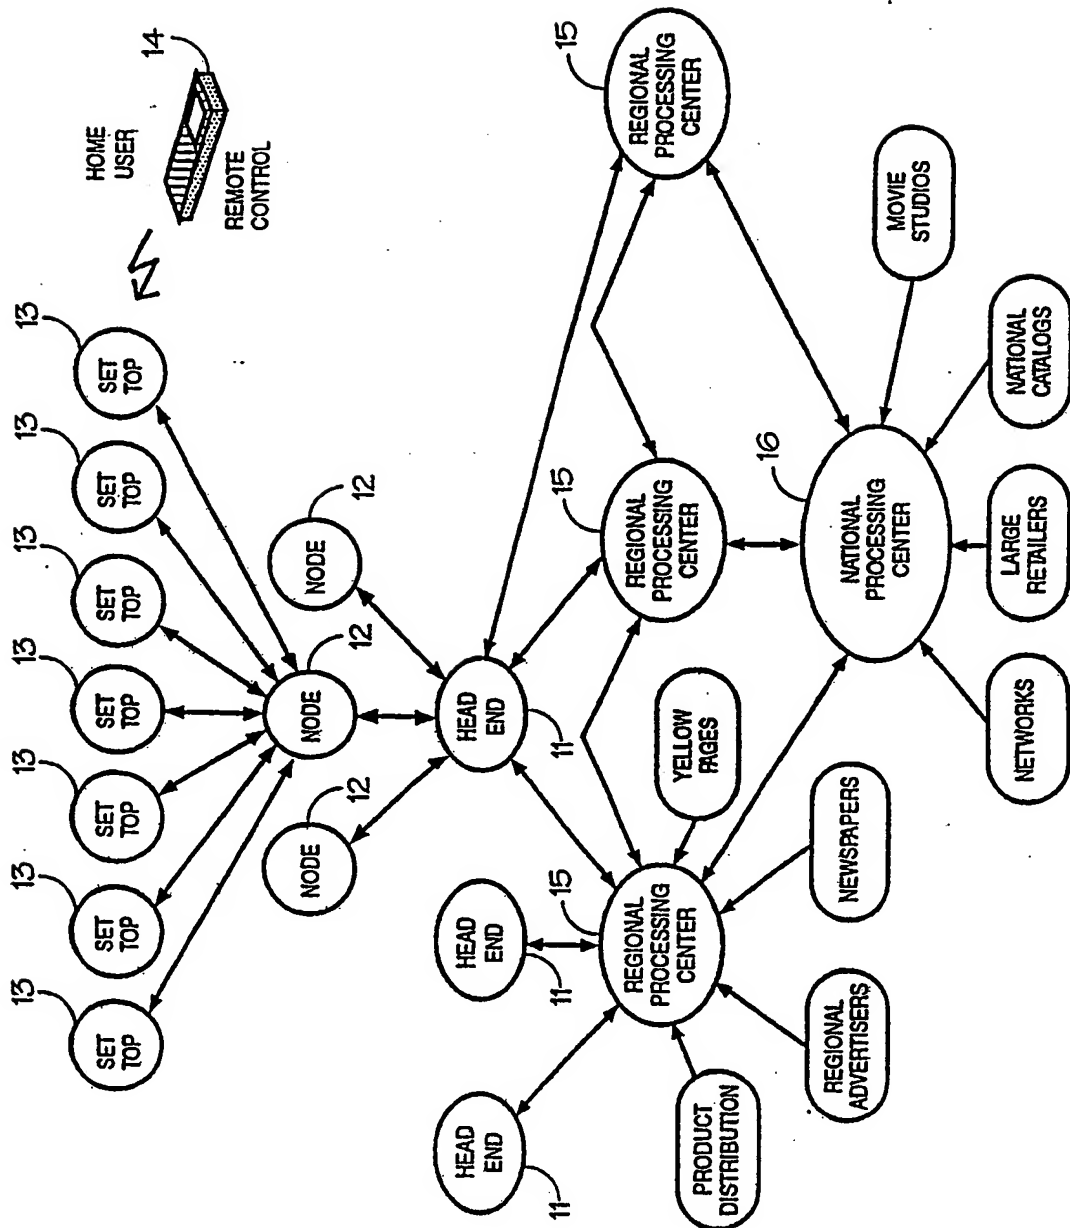 HOME
USER
14
REMOTE
CONTROL
13
SET
TOP
13
SET
TOP
13
SET
TOP
13
SET
TOP
13
SET
TOP
13
SET
TOP
13
SET
TOP
12
NODE
12
NODE
12
NODE
HEAD
END
11
HEAD
END
11
HEAD
END
11
15
REGIONAL
PROCESSING
CENTER
15
REGIONAL
PROCESSING
CENTER
15
REGIONAL
PROCESSING
CENTER
YELLOW
PAGES
NEWSPAPERS
REGIONAL
ADVERTISERS
PRODUCT
DISTRIBUTION
16
NATIONAL
PROCESSING
CENTER
NETWORKS
LARGE
RETAILERS
NATIONAL
CATALOGS
MOVIE
STUDIOS